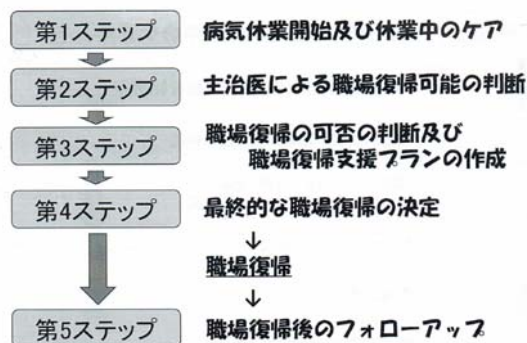 第1ステップ 病気休業開始及び休業中のケア
第2ステップ 主治医による職場復帰可能の判断
第3ステップ 職場復帰の可否の判断及び
職場復帰支援プランの作成
第4ステップ 最終的な職場復帰の決定
↓
職場復帰
↓
第5ステップ 職場復帰後のフォローアップ